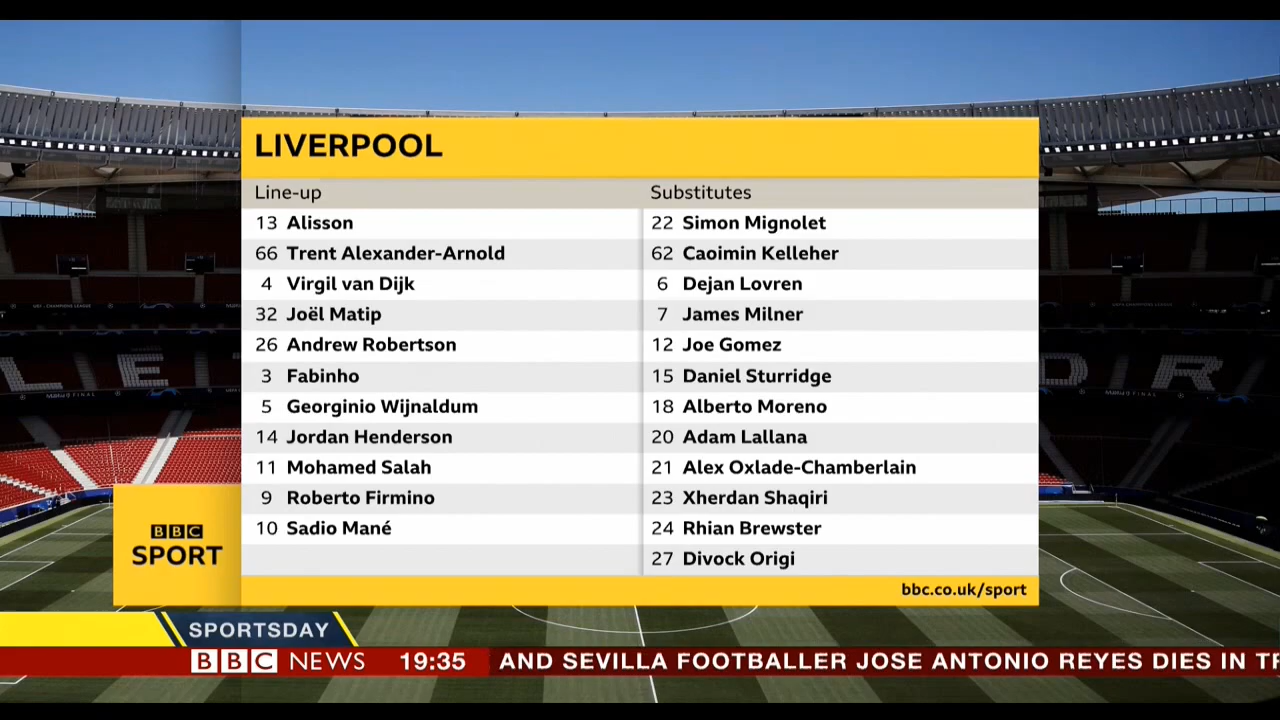 LIVERPOOL
Line-up
13 Alisson
66 Trent Alexander-Arnold
4 Virgil van Dijk
32 Joël Matip
26 Andrew Robertson
3 Fabinho
5 Georginio Wijnaldum
14 Jordan Henderson
11 Mohamed Salah
9 Roberto Firmino
10 Sadio Mané
Substitutes
22 Simon Mignolet
62 Caoimin Kelleher
6 Dejan Lovren
7 James Milner
12 Joe Gomez
15 Daniel Sturridge
18 Alberto Moreno
20 Adam Lallana
21 Alex Oxlade-Chamberlain
23 Xherdan Shaqiri
24 Rhian Brewster
27 Divock Origi
bbc.co.uk/sport
BBC
SPORT
LE
OR
SPORTSDAY
BBC NEWS 19:35 AND SEVILLA FOOTBALLER JOSE ANTONIO REYES DIES IN